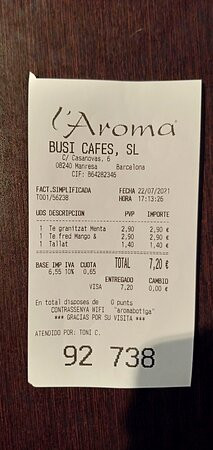 l'Aroma
BUSI CAFES, SL
C/ Casanovas, 6
08240 Manresa Barcelona
CIF: B64282346
FACT.SIMPLIFICADA FECHA 22/07/2021
T001/56238 HORA 17:13:26
UDS DESCRIPCION PVP IMPORTE
1 Te granitzat Menta 2,90 2,90 €
1 Te fred Mango & 2,90 2,90 €
1 Tallat 1,40 1,40 €
BASE IMP IVA CUOTA TOTAL 7,20 €
6,55 10% 0,65
ENTREGADO CAMBIO
VISA 7.20 0,00 €
En total disposes de 0 punts
CONTRASSENYA WIFI "aromabotiga"
*** GRACIAS POR SU VISITA ***
ATENDIDO POR: TONI C.
92 738